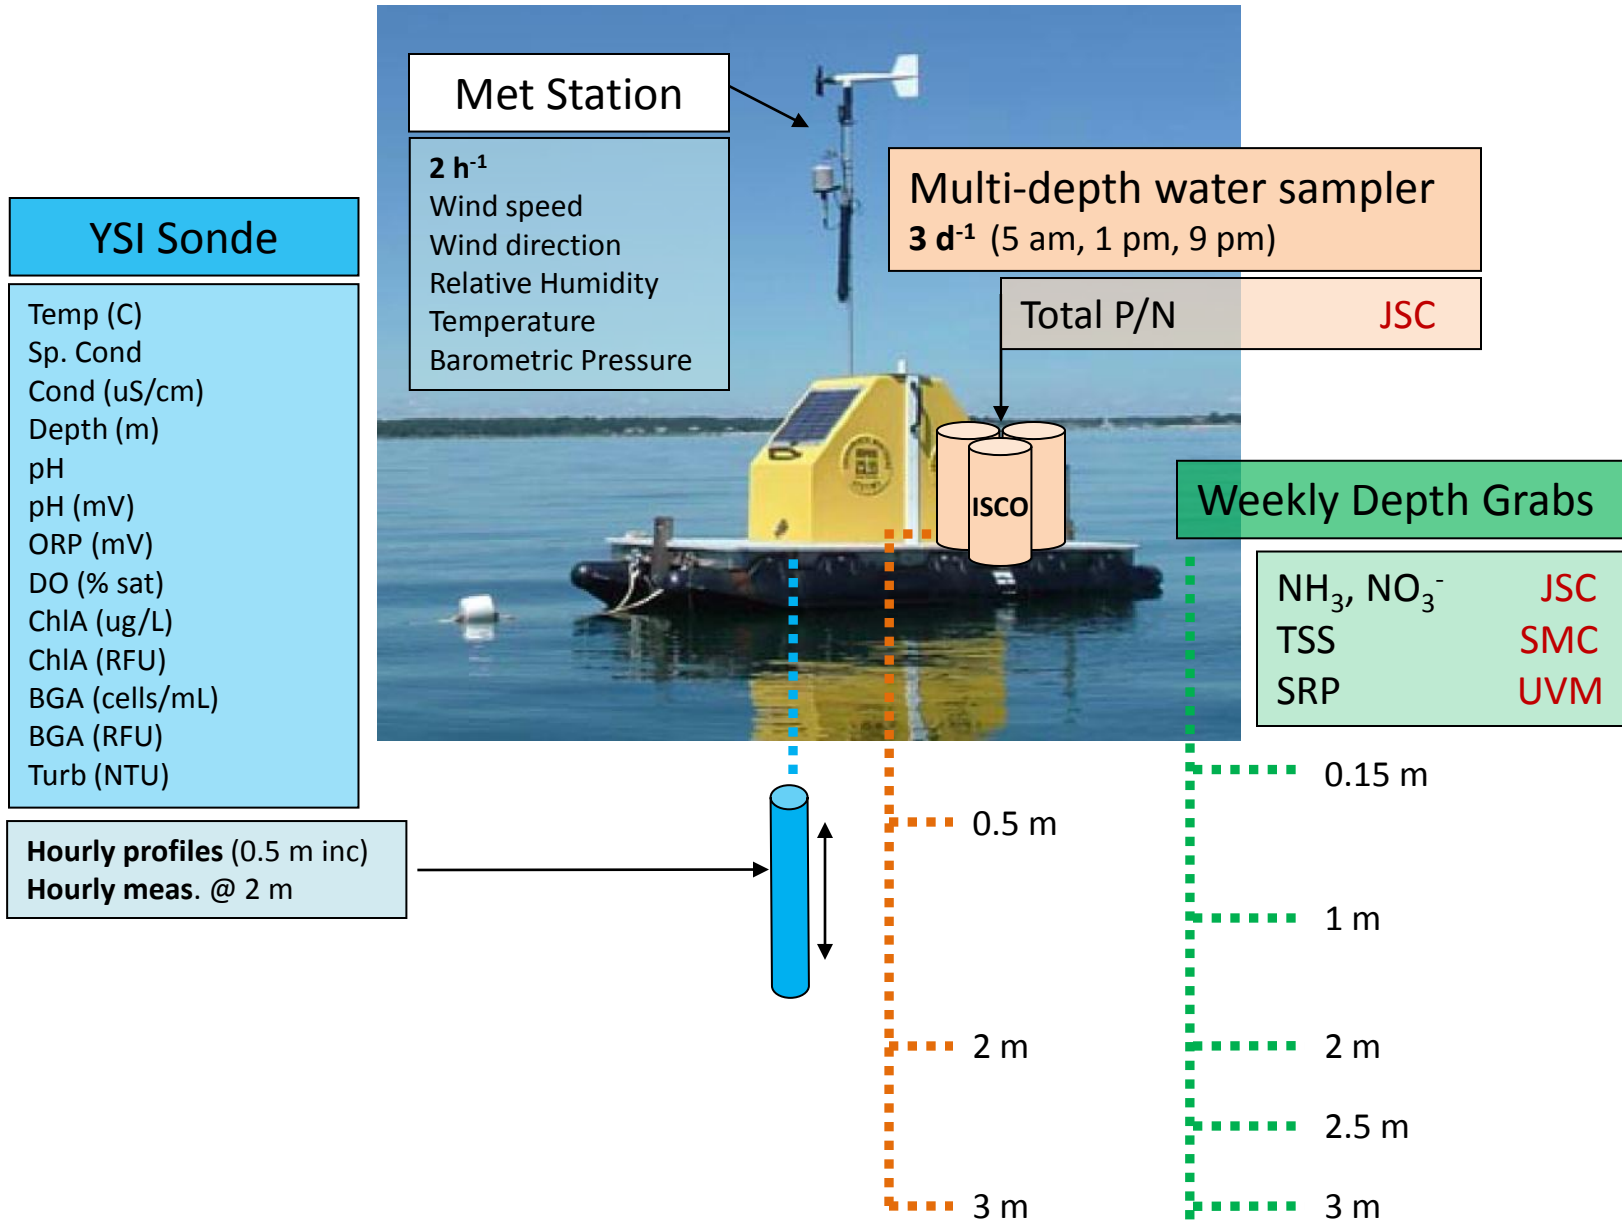 Met Station
2 h⁻¹
Wind speed
Wind direction
Relative Humidity
Temperature
Barometric Pressure
Multi-depth water sampler
3 d⁻¹ (5 am, 1 pm, 9 pm)
Total P/N JSC
YSI Sonde
Temp (C)
Sp. Cond
Cond (uS/cm)
Depth (m)
pH
pH (mV)
ORP (mV)
DO (% sat)
ChlA (ug/L)
ChlA (RFU)
BGA (cells/mL)
BGA (RFU)
Turb (NTU)
Hourly profiles (0.5 m inc)
Hourly meas. @ 2 m
ISCO
Weekly Depth Grabs
NH₃, NO₃⁻ JSC
TSS SMC
SRP UVM
0.5 m
2 m
3 m
0.15 m
1 m
2 m
2.5 m
3 m